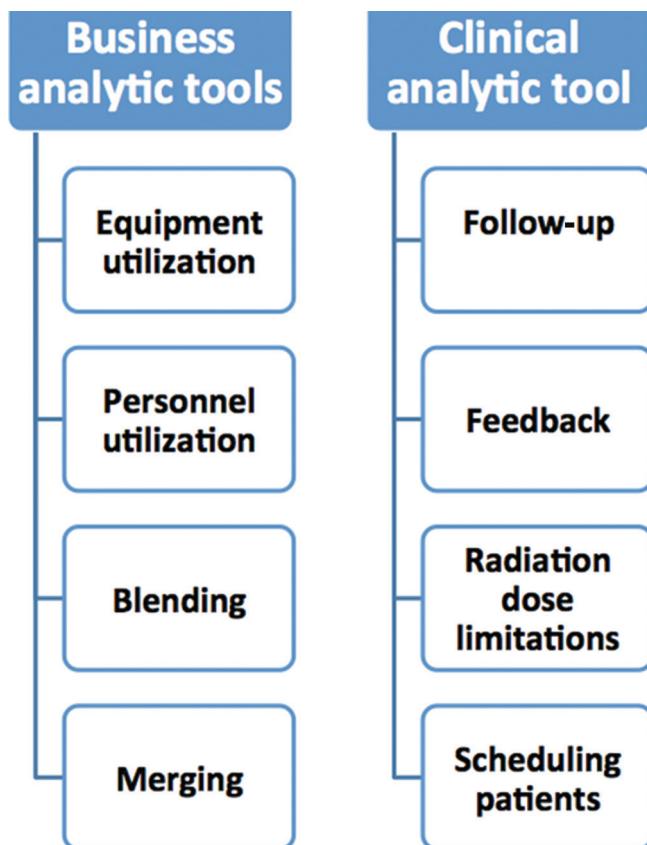 Business
analytic tools
Equipment
utilization
Personnel
utilization
Blending
Merging
Clinical
analytic tool
Follow-up
Feedback
Radiation
dose
limitations
Scheduling
patients